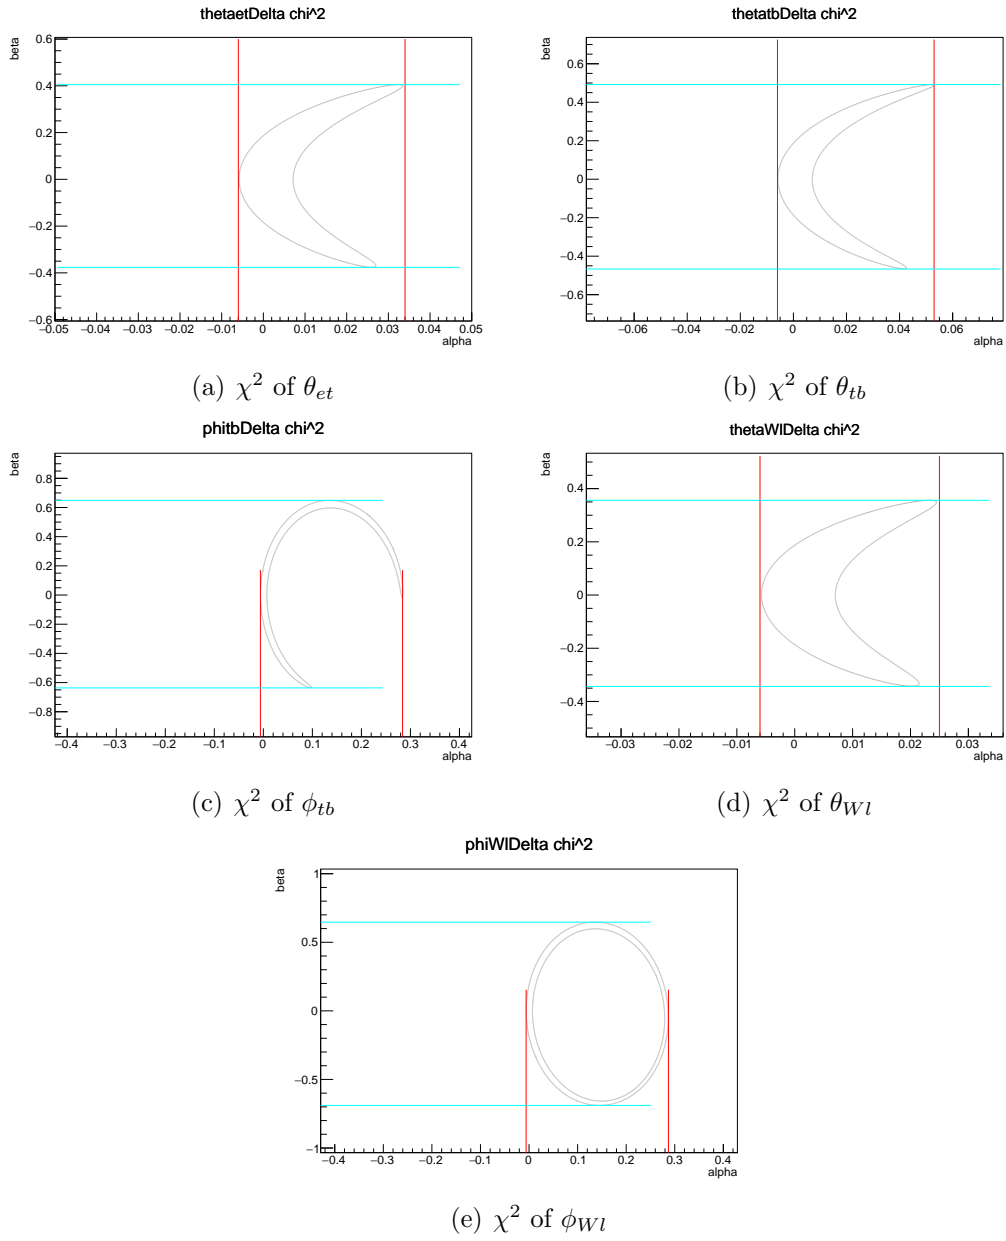 thetaetDelta chi^2
beta
0.6
0.4
0.2
0
−0.2
−0.4
−0.6
−0.05 −0.04 −0.03 −0.02 −0.01 0 0.01 0.02 0.03 0.04 0.05
alpha
(a) χ² of θ_et
thetatbDelta chi^2
beta
0.6
0.4
0.2
0
−0.2
−0.4
−0.6
−0.06 −0.04 −0.02 0 0.02 0.04 0.06
alpha
(b) χ² of θ_tb
phitbDelta chi^2
beta
0.8
0.6
0.4
0.2
0
−0.2
−0.4
−0.6
−0.8
−0.4 −0.3 −0.2 −0.1 0 0.1 0.2 0.3 0.4
alpha
(c) χ² of ϕ_tb
thetaWlDelta chi^2
beta
0.4
0.2
0
−0.2
−0.4
−0.03 −0.02 −0.01 0 0.01 0.02 0.03
alpha
(d) χ² of θ_Wl
phiWlDelta chi^2
beta
1
0.5
0
−0.5
−1
−0.4 −0.3 −0.2 −0.1 0 0.1 0.2 0.3 0.4
alpha
(e) χ² of ϕ_Wl